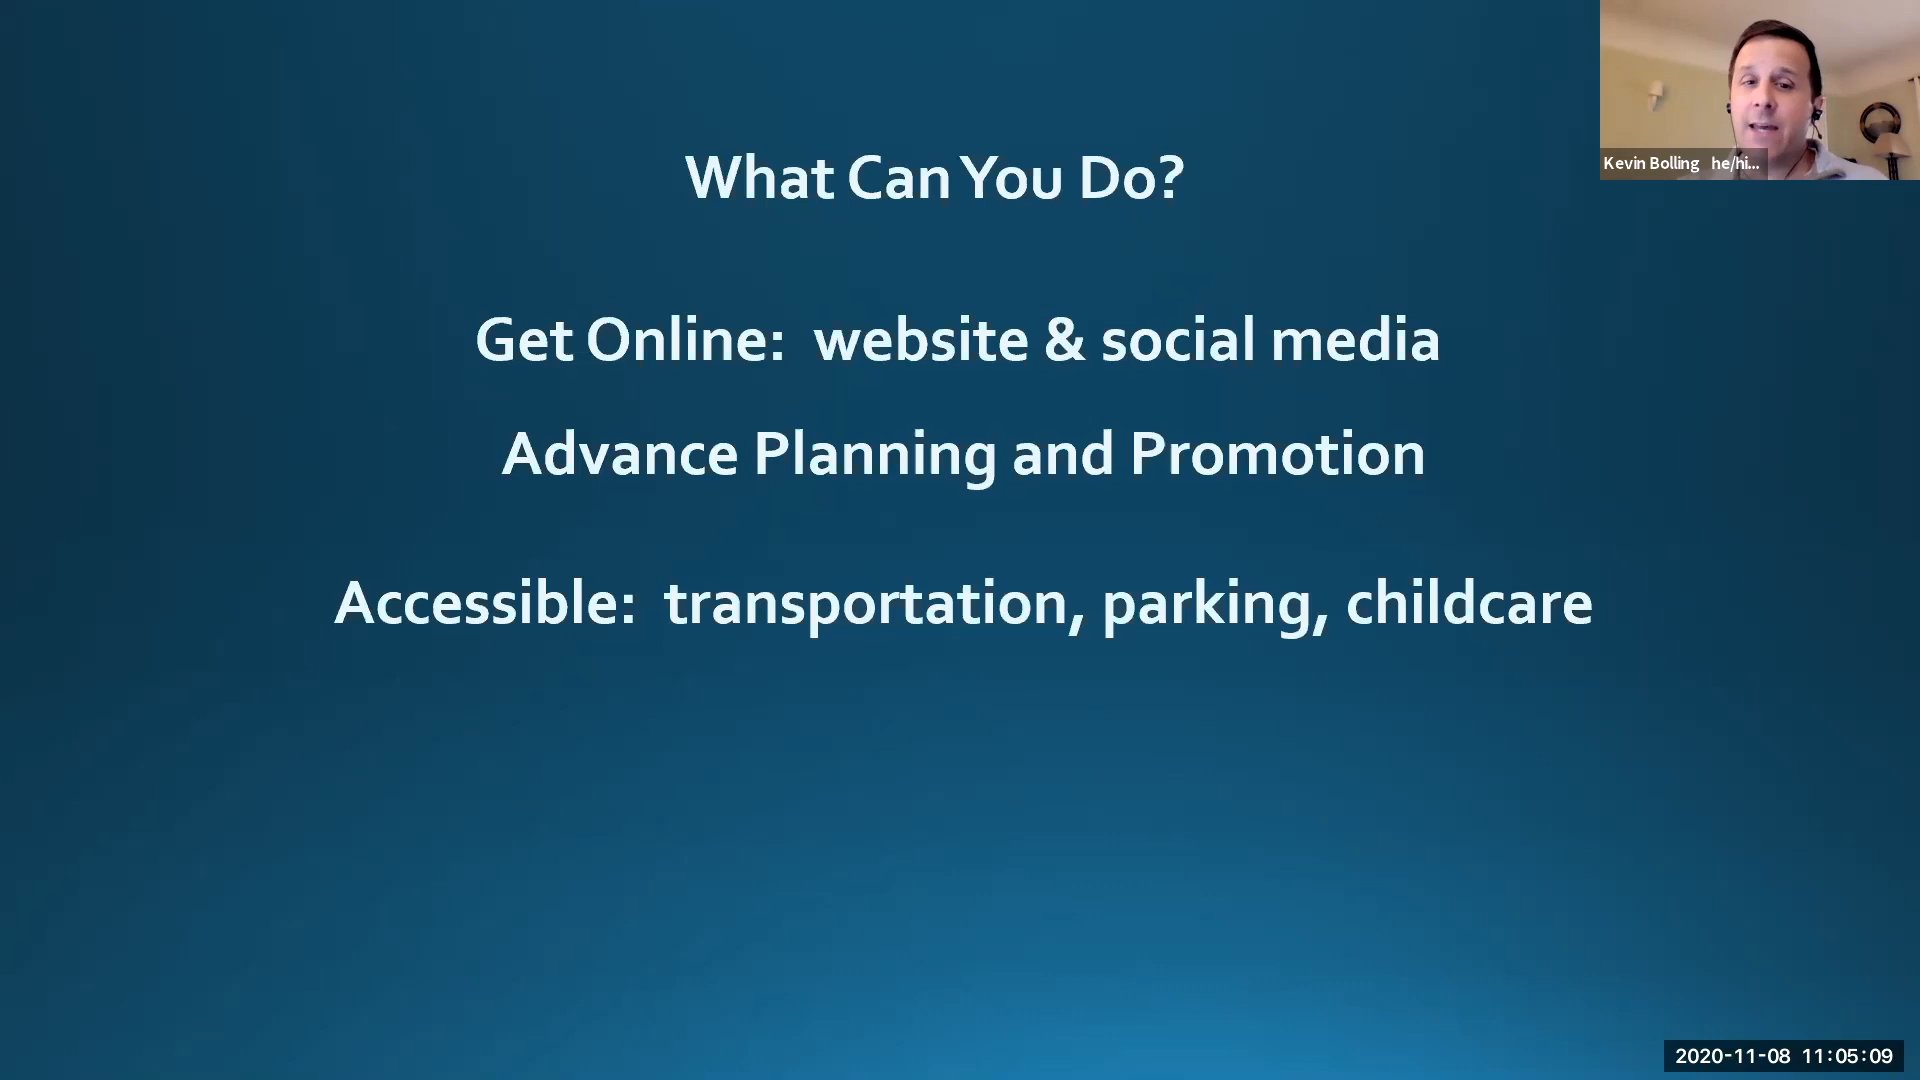 What Can You Do?
Kevin Bolling he/hi...
Get Online: website & social media
Advance Planning and Promotion
Accessible: transportation, parking, childcare
2020-11-08 11:05:09